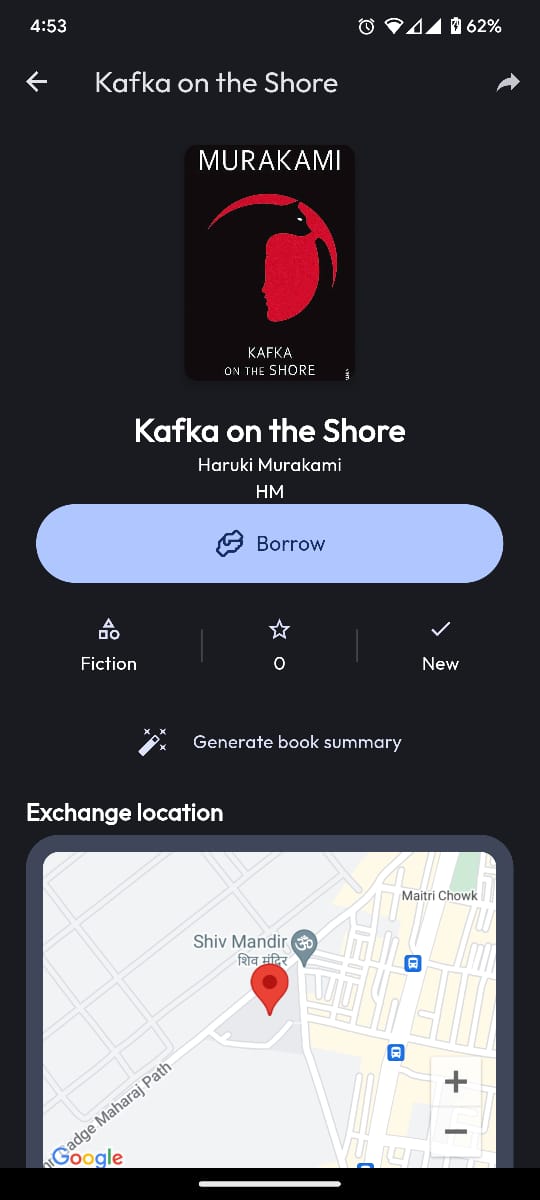 4:53
62%
Kafka on the Shore
MURAKAMI
KAFKA
ON THE SHORE
Kafka on the Shore
Haruki Murakami
HM
Borrow
Fiction
0
New
Generate book summary
Exchange location
Maitri Chowk
Shiv Mandir
शिव मंदिर
Gadge Maharaj Path
Google